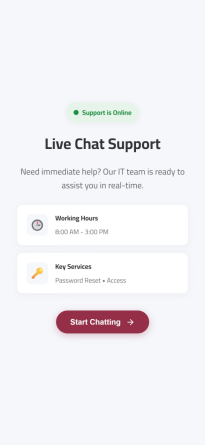 Support is Online
Live Chat Support
Need immediate help? Our IT team is ready to
assist you in real-time.
Working Hours
8:00 AM - 3:00 PM
Key Services
Password Reset • Access
Start Chatting →